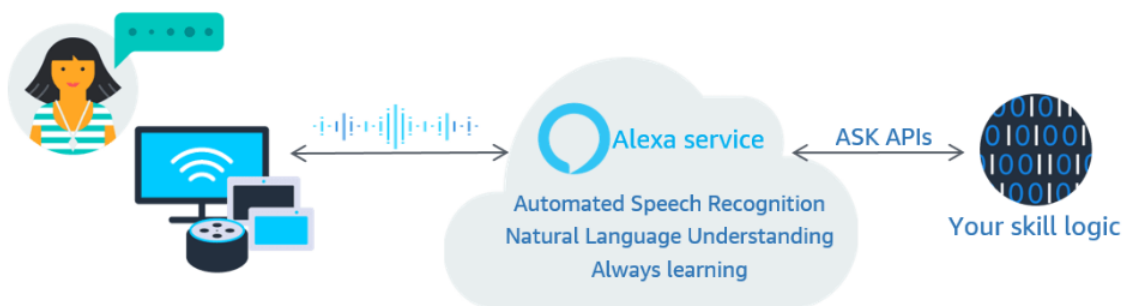 Alexa service
Automated Speech Recognition
Natural Language Understanding
Always learning
ASK APIs
Your skill logic